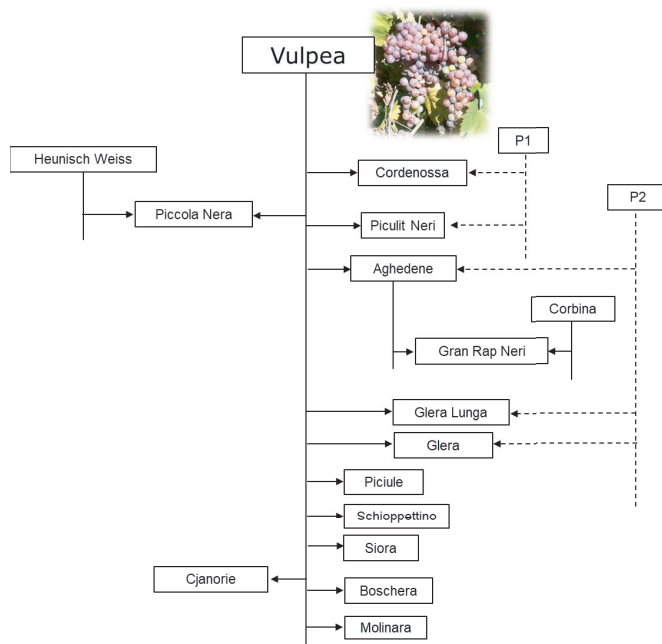 Vulpea
P1
Heunisch Weiss
Cordenossa
P2
Piccola Nera
Piculit Neri
Aghedene
Corbina
Gran Rap Neri
Glera Lunga
Glera
Piciule
Schioppettino
Siora
Cjanorie
Boschera
Molinara